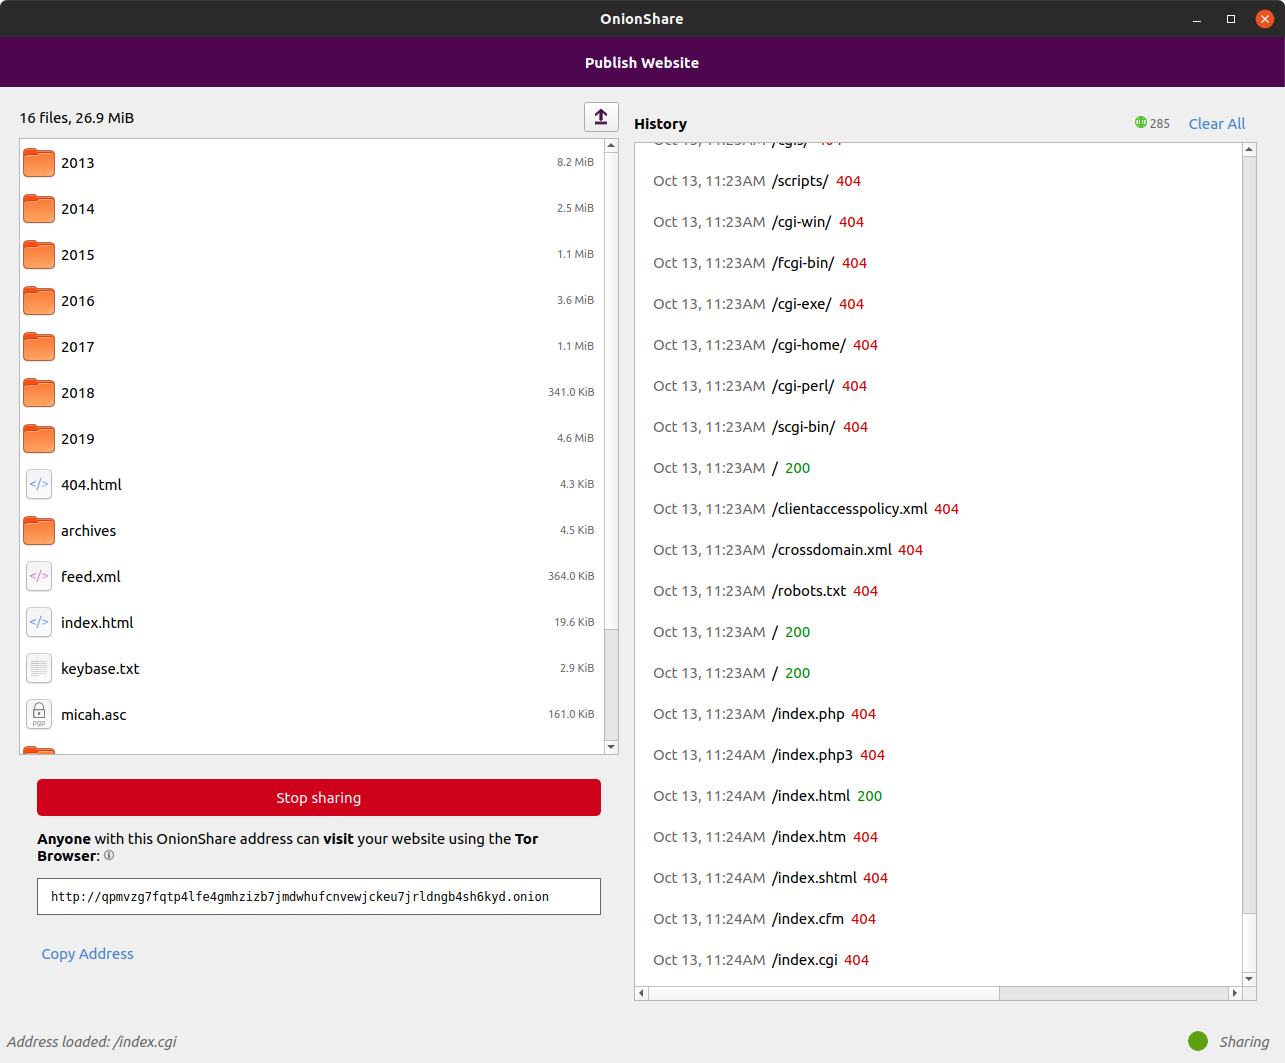 OnionShare
Publish Website
16 files, 26.9 MiB
2013 8.2 MiB
2014 2.5 MiB
2015 1.1 MiB
2016 3.6 MiB
2017 1.1 MiB
2018 341.0 KiB
2019 4.6 MiB
</> 404.html 4.3 KiB
archives 4.5 KiB
</> feed.xml 364.0 KiB
</> index.html 19.6 KiB
keybase.txt 2.9 KiB
pgp micah.asc 161.0 KiB
Stop sharing
Anyone with this OnionShare address can visit your website using the Tor
Browser:
http://qpmvzg7fqtp4lfe4gmhzizb7jmdwhufcnvewjckeu7jrldngb4sh6kyd.onion
Copy Address
History 285 Clear All
Oct 13, 11:23AM /cgis/ 404
Oct 13, 11:23AM /scripts/ 404
Oct 13, 11:23AM /cgi-win/ 404
Oct 13, 11:23AM /fcgi-bin/ 404
Oct 13, 11:23AM /cgi-exe/ 404
Oct 13, 11:23AM /cgi-home/ 404
Oct 13, 11:23AM /cgi-perl/ 404
Oct 13, 11:23AM /scgi-bin/ 404
Oct 13, 11:23AM / 200
Oct 13, 11:23AM /clientaccesspolicy.xml 404
Oct 13, 11:23AM /crossdomain.xml 404
Oct 13, 11:23AM /robots.txt 404
Oct 13, 11:23AM / 200
Oct 13, 11:23AM / 200
Oct 13, 11:23AM /index.php 404
Oct 13, 11:24AM /index.php3 404
Oct 13, 11:24AM /index.html 200
Oct 13, 11:24AM /index.htm 404
Oct 13, 11:24AM /index.shtml 404
Oct 13, 11:24AM /index.cfm 404
Oct 13, 11:24AM /index.cgi 404
Address loaded: /index.cgi
Sharing